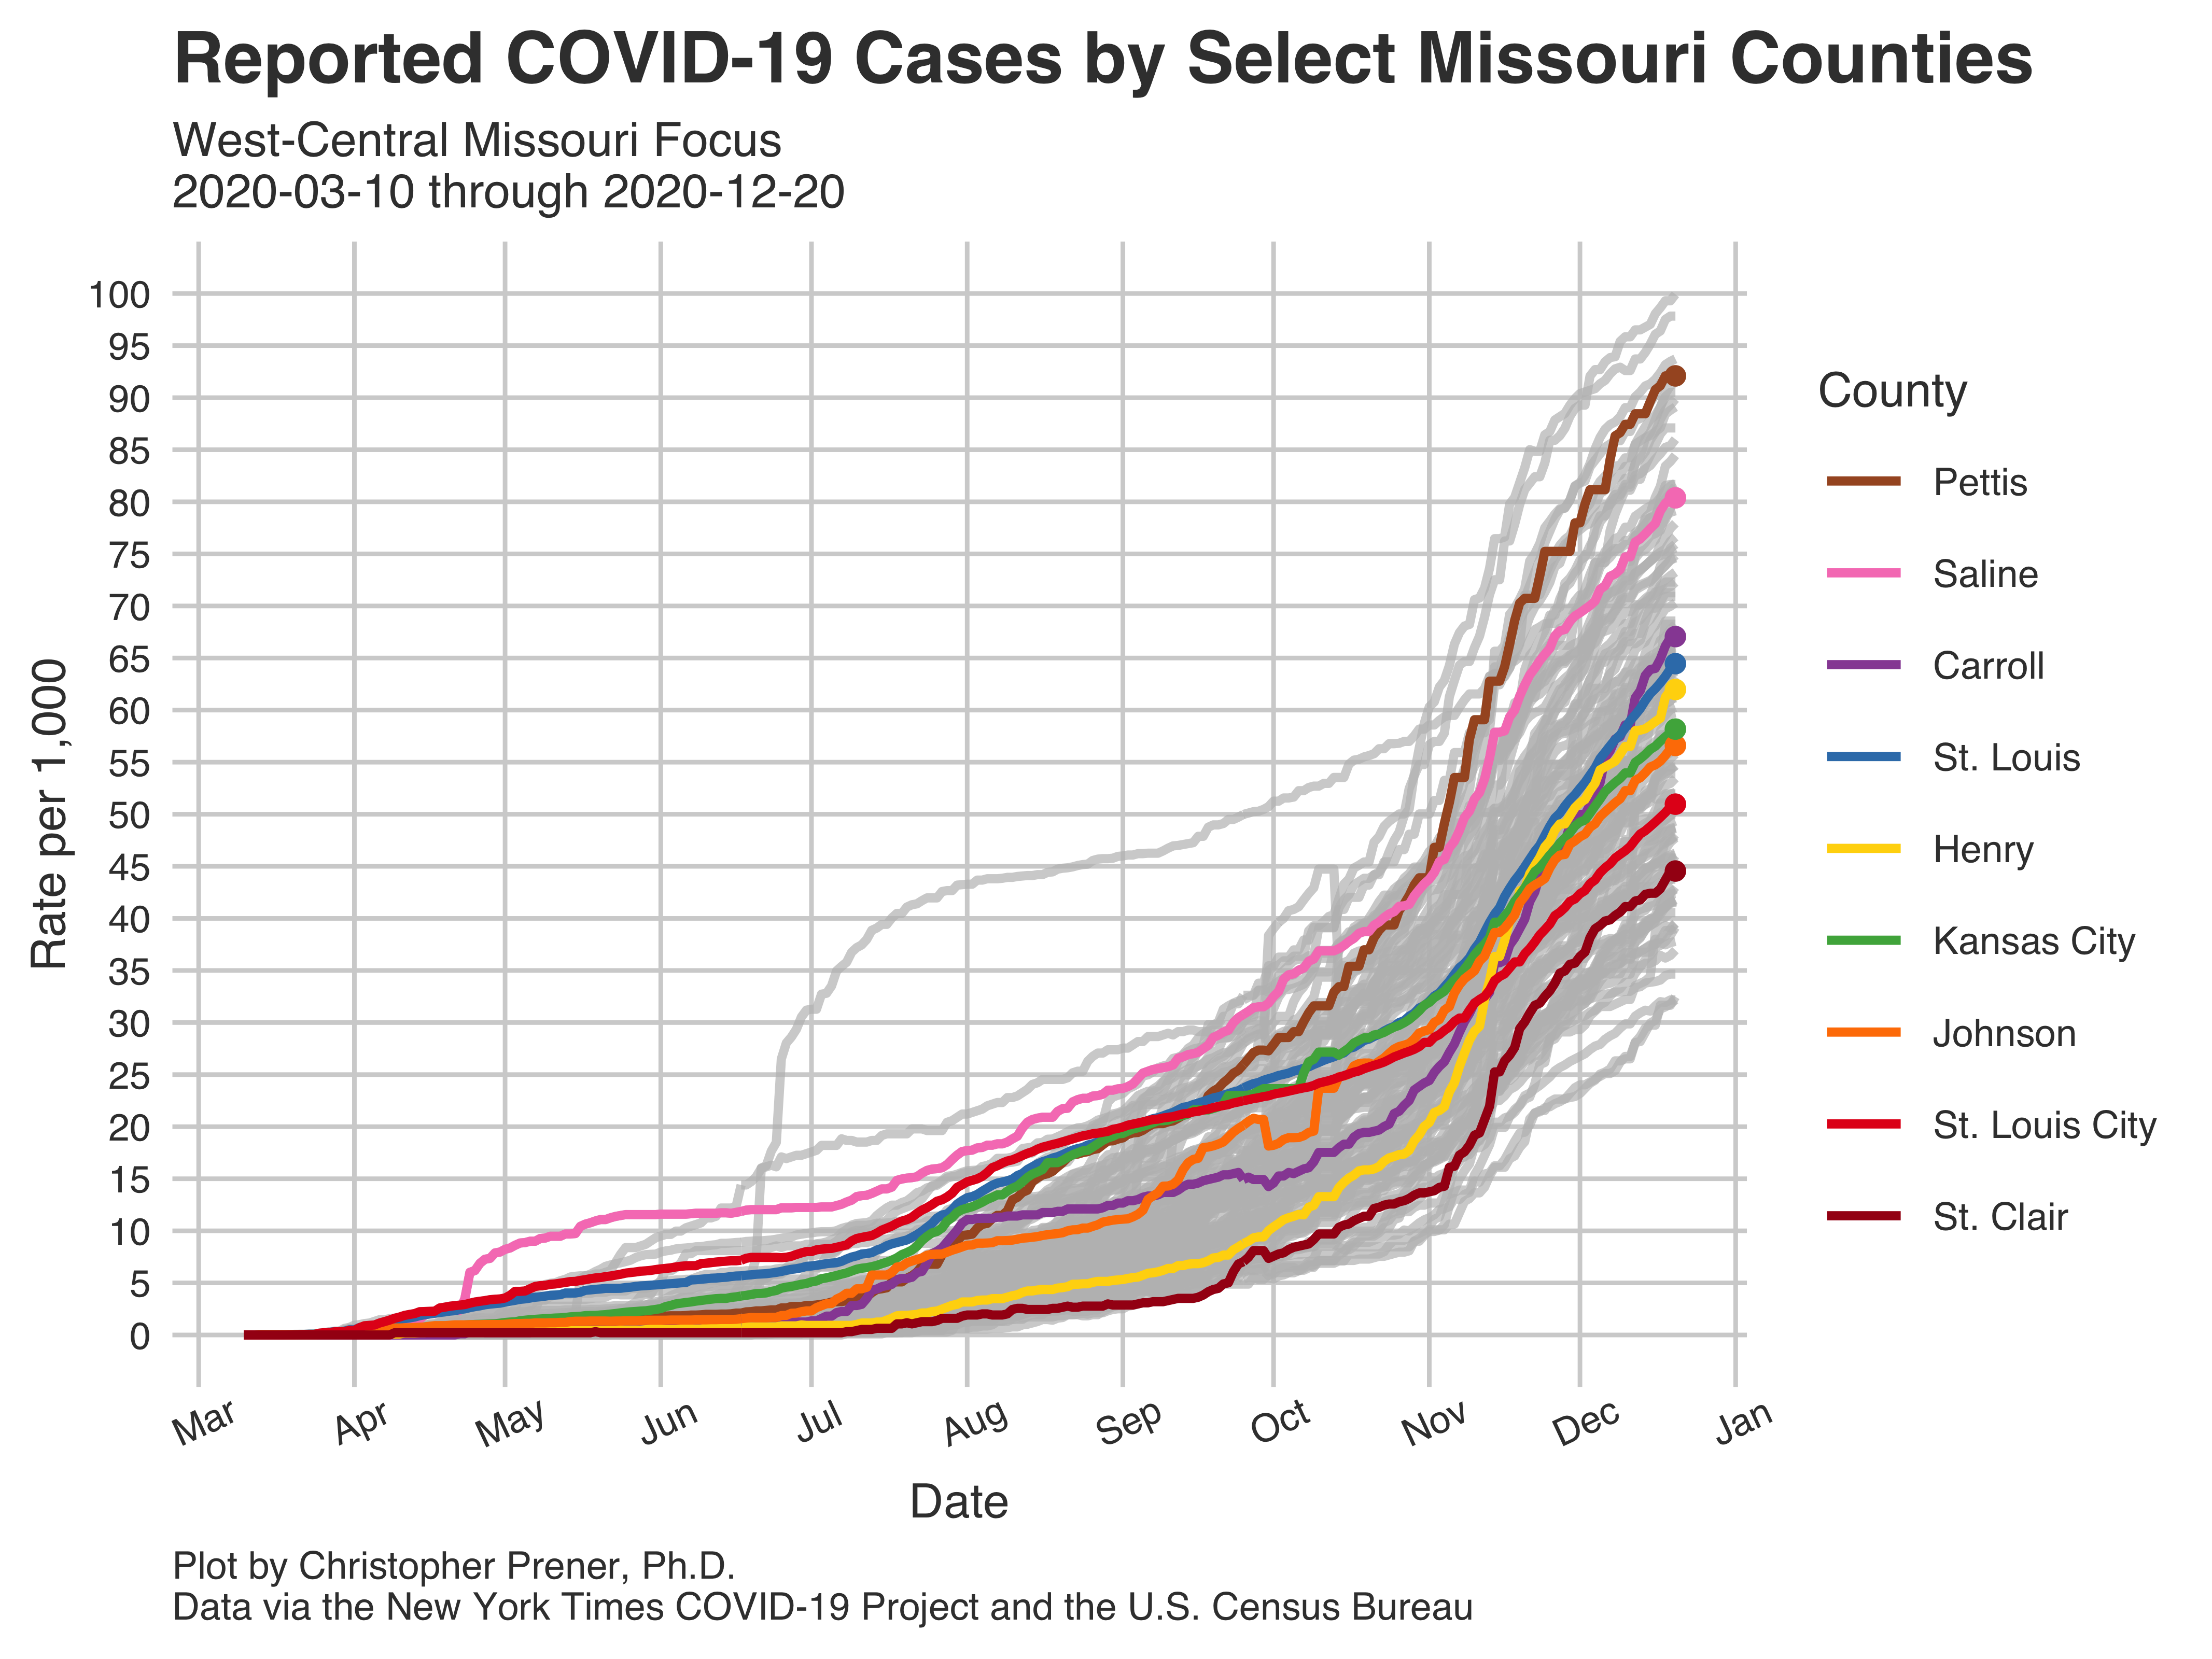 Reported COVID-19 Cases by Select Missouri Counties
West-Central Missouri Focus
2020-03-10 through 2020-12-20
100
95
90
85
80
75
70
65
60
55
50
45
40
35
30
25
20
15
10
5
0
Rate per 1,000
Mar
Apr
May
Jun
Jul
Aug
Sep
Oct
Nov
Dec
Jan
Date
County
Pettis
Saline
Carroll
St. Louis
Henry
Kansas City
Johnson
St. Louis City
St. Clair
Plot by Christopher Prener, Ph.D.
Data via the New York Times COVID-19 Project and the U.S. Census Bureau